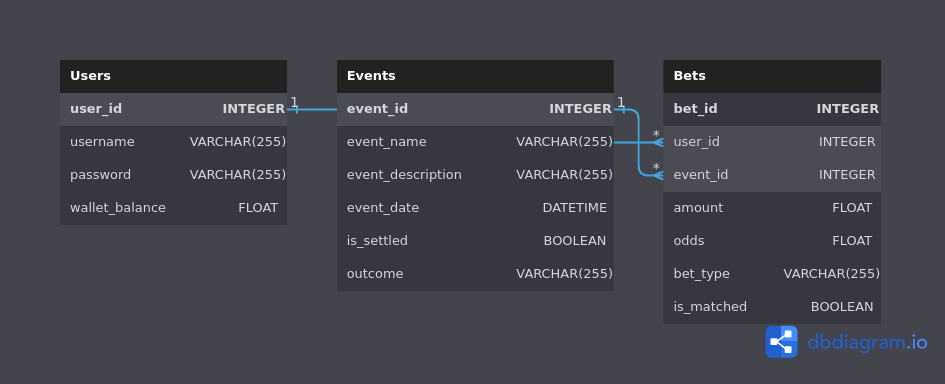 Users
user_id INTEGER 1
username VARCHAR(255)
password VARCHAR(255)
wallet_balance FLOAT
Events
event_id INTEGER 1
event_name VARCHAR(255)
event_description VARCHAR(255)
event_date DATETIME
is_settled BOOLEAN
outcome VARCHAR(255)
Bets
bet_id INTEGER
* user_id INTEGER
* event_id INTEGER
amount FLOAT
odds FLOAT
bet_type VARCHAR(255)
is_matched BOOLEAN
dbdiagram.io